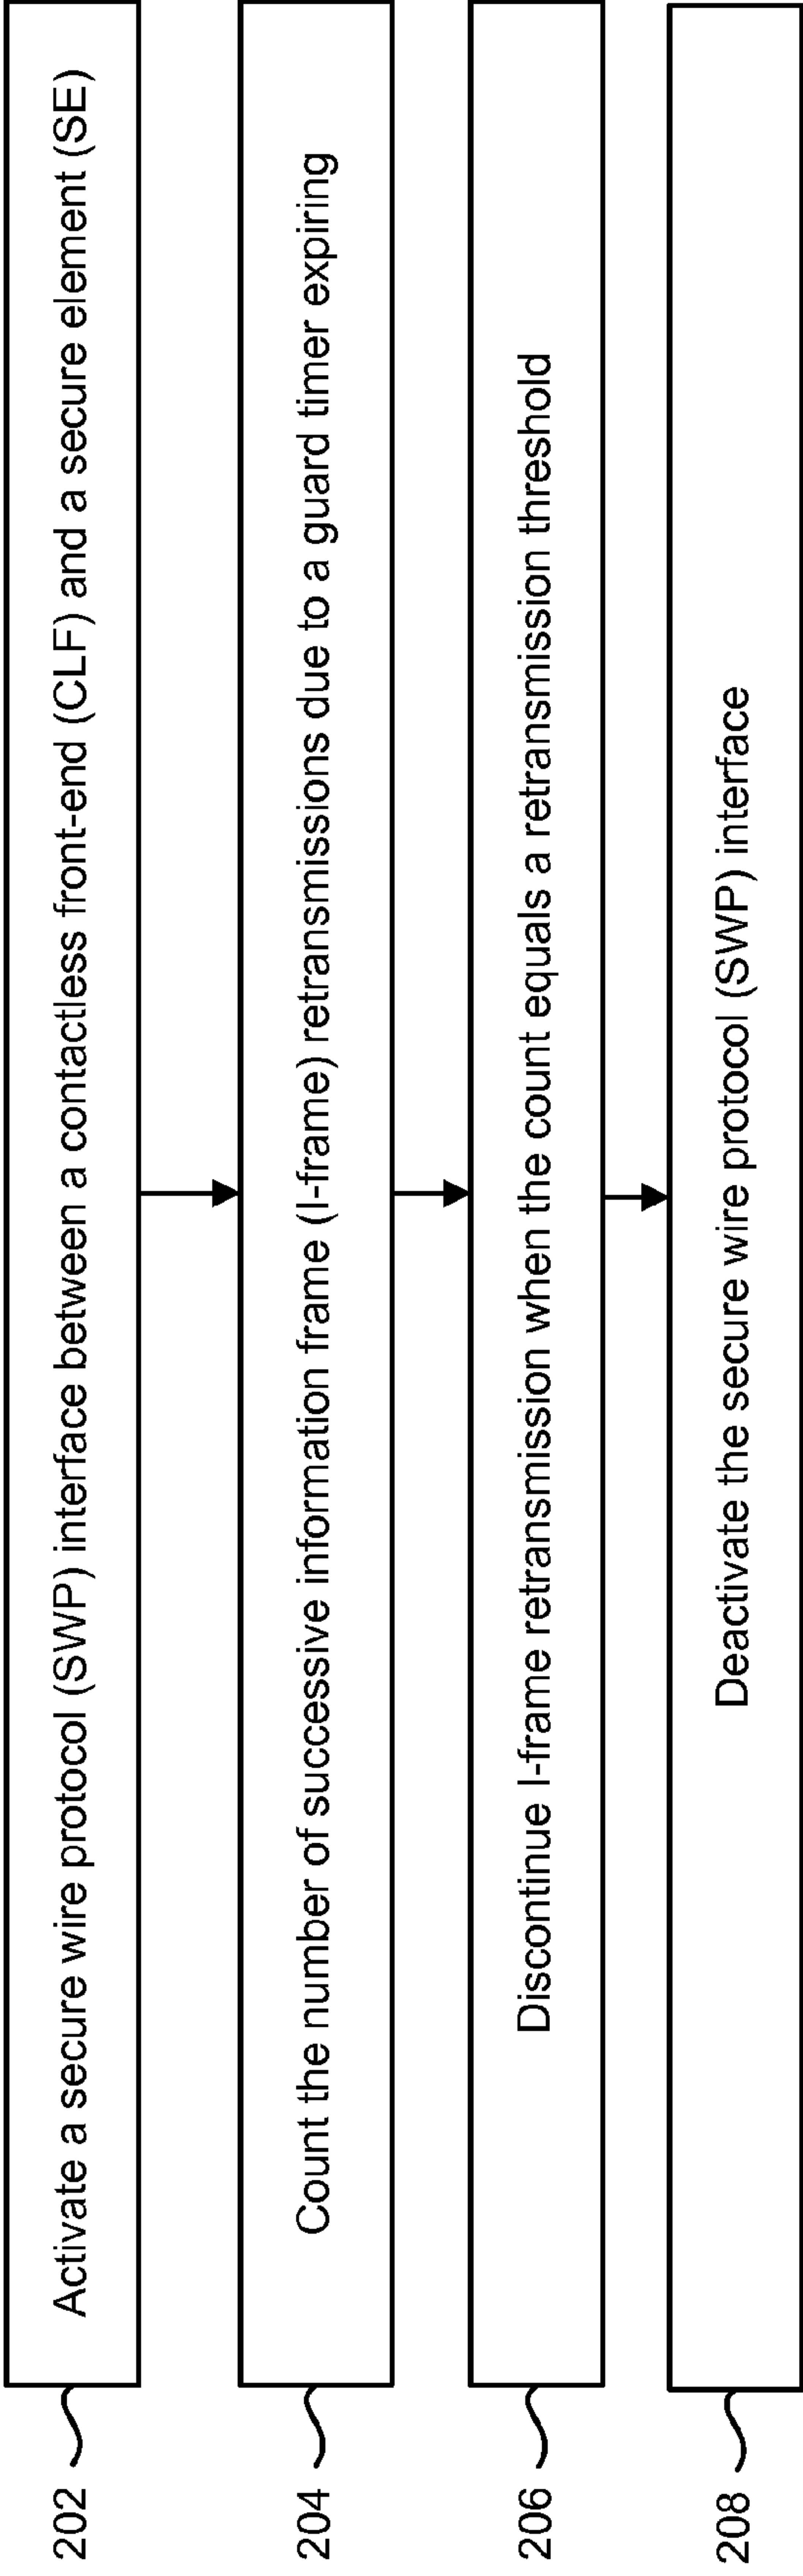 202
Activate a secure wire protocol (SWP) interface between a contactless front-end (CLF) and a secure element (SE)
204
Count the number of successive information frame (I-frame) retransmissions due to a guard timer expiring
206
Discontinue I-frame retransmission when the count equals a retransmission threshold
208
Deactivate the secure wire protocol (SWP) interface